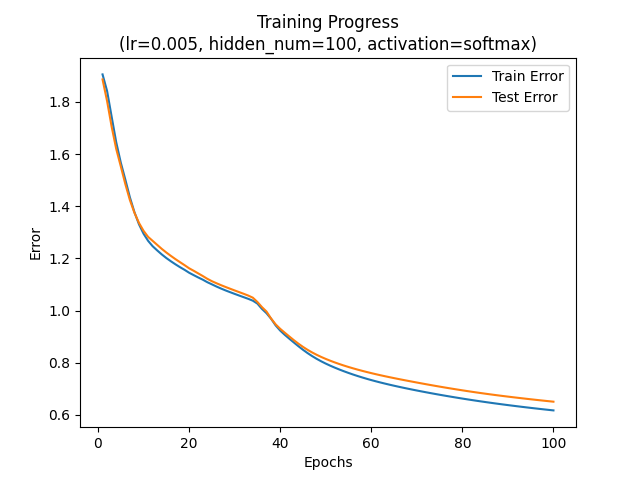 Training Progress
(lr=0.005, hidden_num=100, activation=softmax)
Train Error
Test Error
Error
1.8
1.6
1.4
1.2
1.0
0.8
0.6
0 20 40 60 80 100
Epochs